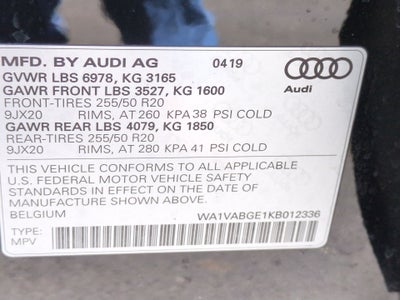 MFD. BY AUDI AG 04 19
GVWR LBS 6978, KG 3165
GAWR FRONT LBS 3527, KG 1600
FRONT-TIRES 255/50 R20
9JX20 RIMS, AT 260 KPA 38 PSI COLD
GAWR REAR LBS 4079, KG 1850
REAR-TIRES 255/50 R20
9JX20 RIMS, AT 280 KPA 41 PSI COLD
Audi
THIS VEHICLE CONFORMS TO ALL APPLICABLE
U.S. FEDERAL MOTOR VEHICLE SAFETY
STANDARDS IN EFFECT ON THE DATE OF
MANUFACTURE SHOWN ABOVE.
BELGIUM WA1VABGE1KB012336
TYPE:
MPV